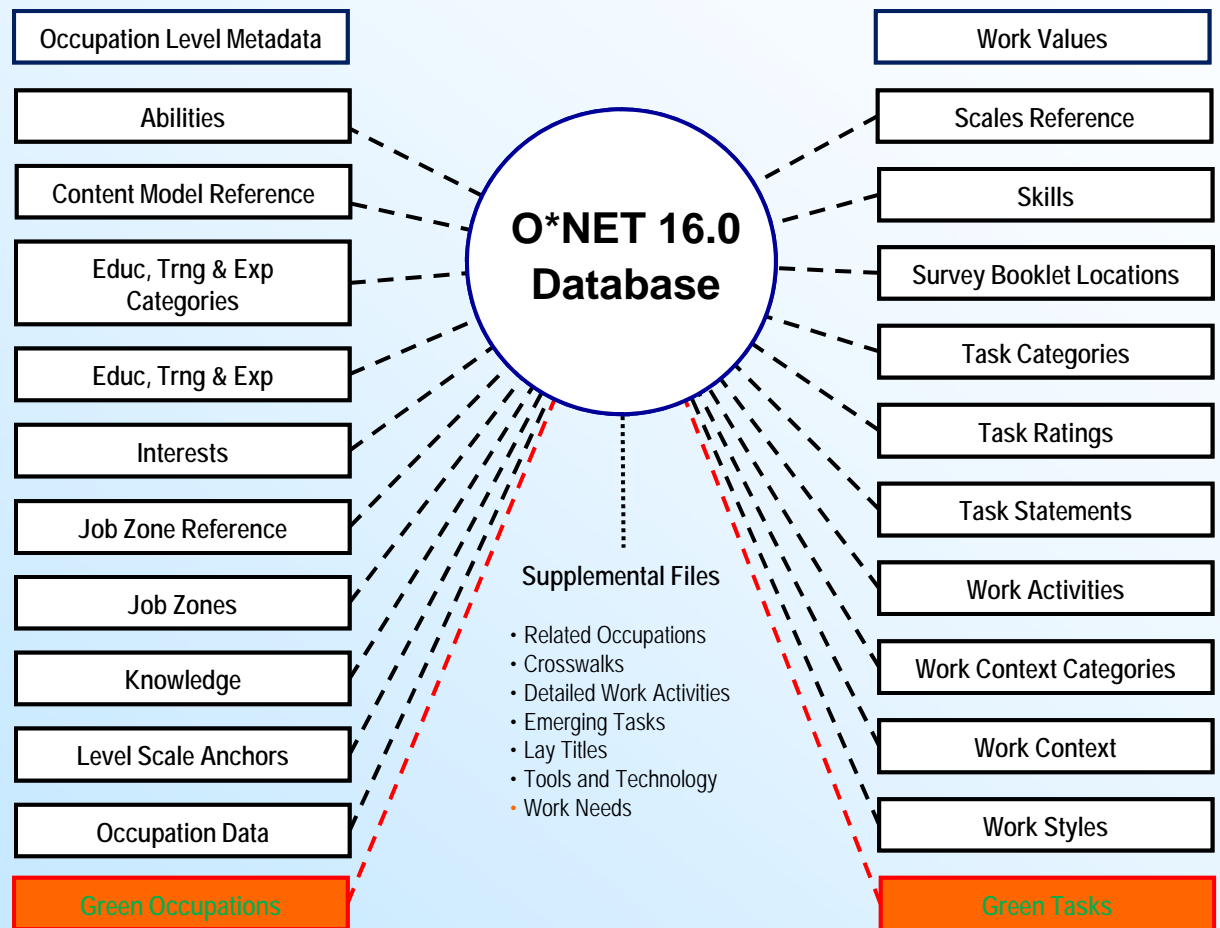 Occupation Level Metadata
Abilities
Content Model Reference
Educ, Trng & Exp
Categories
Educ, Trng & Exp
Interests
Job Zone Reference
Job Zones
Knowledge
Level Scale Anchors
Occupation Data
Green Occupations
O*NET 16.0
Database
Supplemental Files
• Related Occupations
• Crosswalks
• Detailed Work Activities
• Emerging Tasks
• Lay Titles
• Tools and Technology
• Work Needs
Work Values
Scales Reference
Skills
Survey Booklet Locations
Task Categories
Task Ratings
Task Statements
Work Activities
Work Context Categories
Work Context
Work Styles
Green Tasks